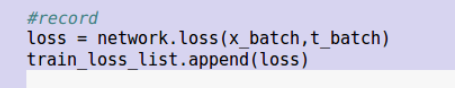 #record
loss = network.loss(x_batch,t_batch)
train_loss_list.append(loss)